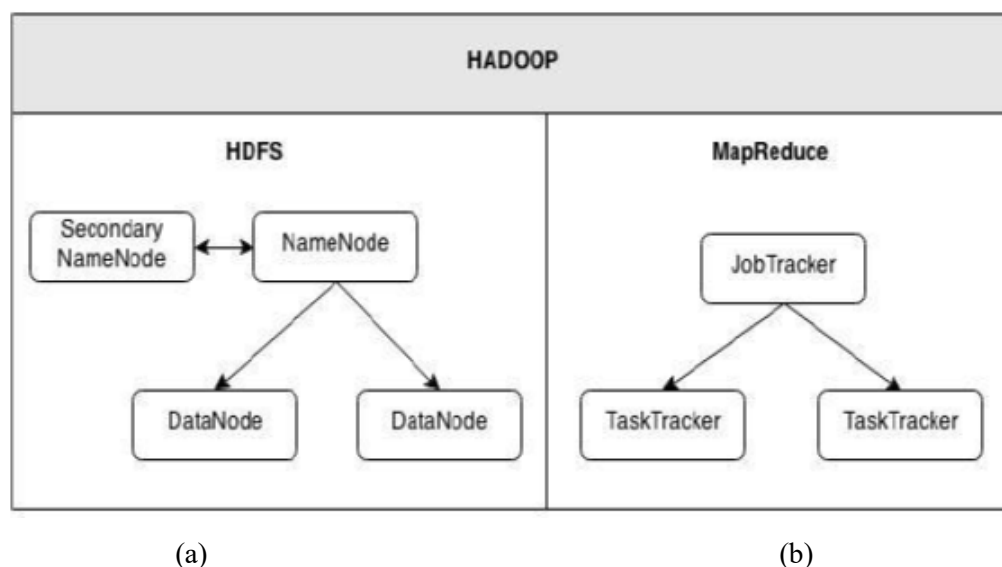 HADOOP
HDFS
Secondary
NameNode
NameNode
DataNode
DataNode
MapReduce
JobTracker
TaskTracker
TaskTracker
(a)
(b)